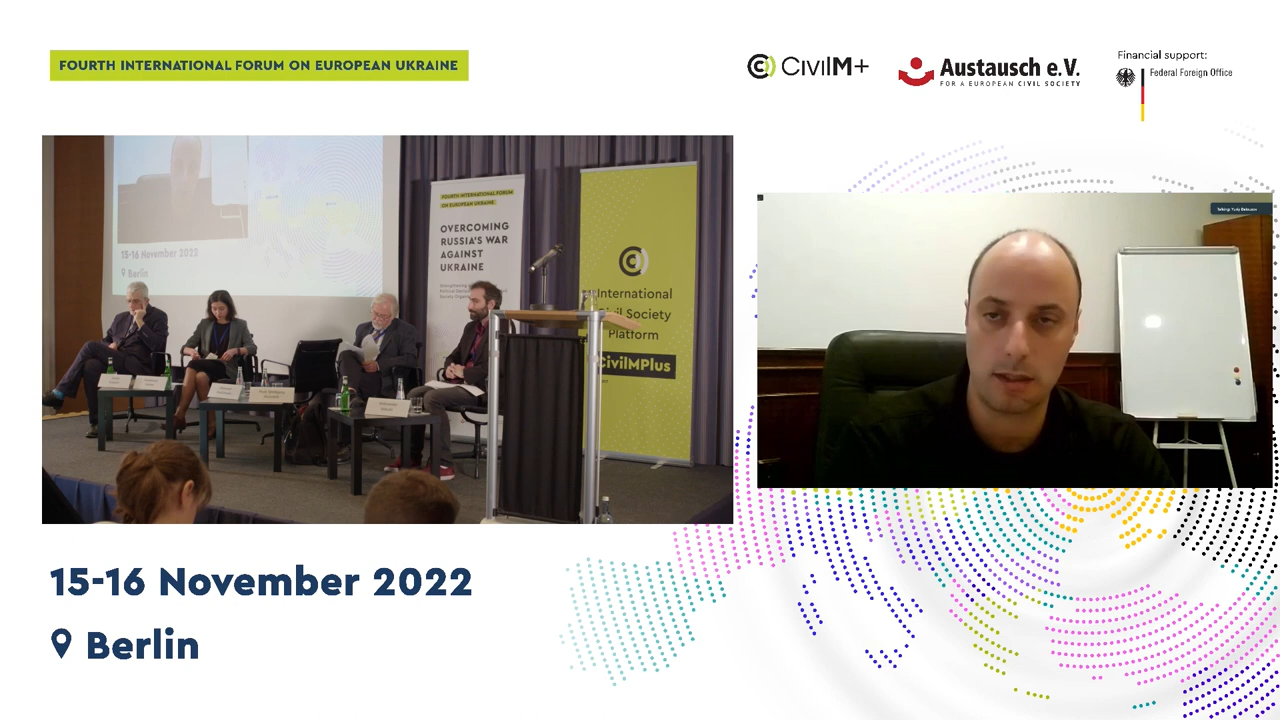 FOURTH INTERNATIONAL FORUM ON EUROPEAN UKRAINE
CivilM+
Austausch e.V.
FOR A EUROPEAN CIVIL SOCIETY
Financial support:
Federal Foreign Office
15-16 November 2022
Berlin
FOURTH INTERNATIONAL FORUM
ON EUROPEAN UKRAINE
OVERCOMING
RUSSIA'S WAR
AGAINST
UKRAINE
International
Civil Society
Platform
CivilMPlus
15-16 November 2022
Berlin